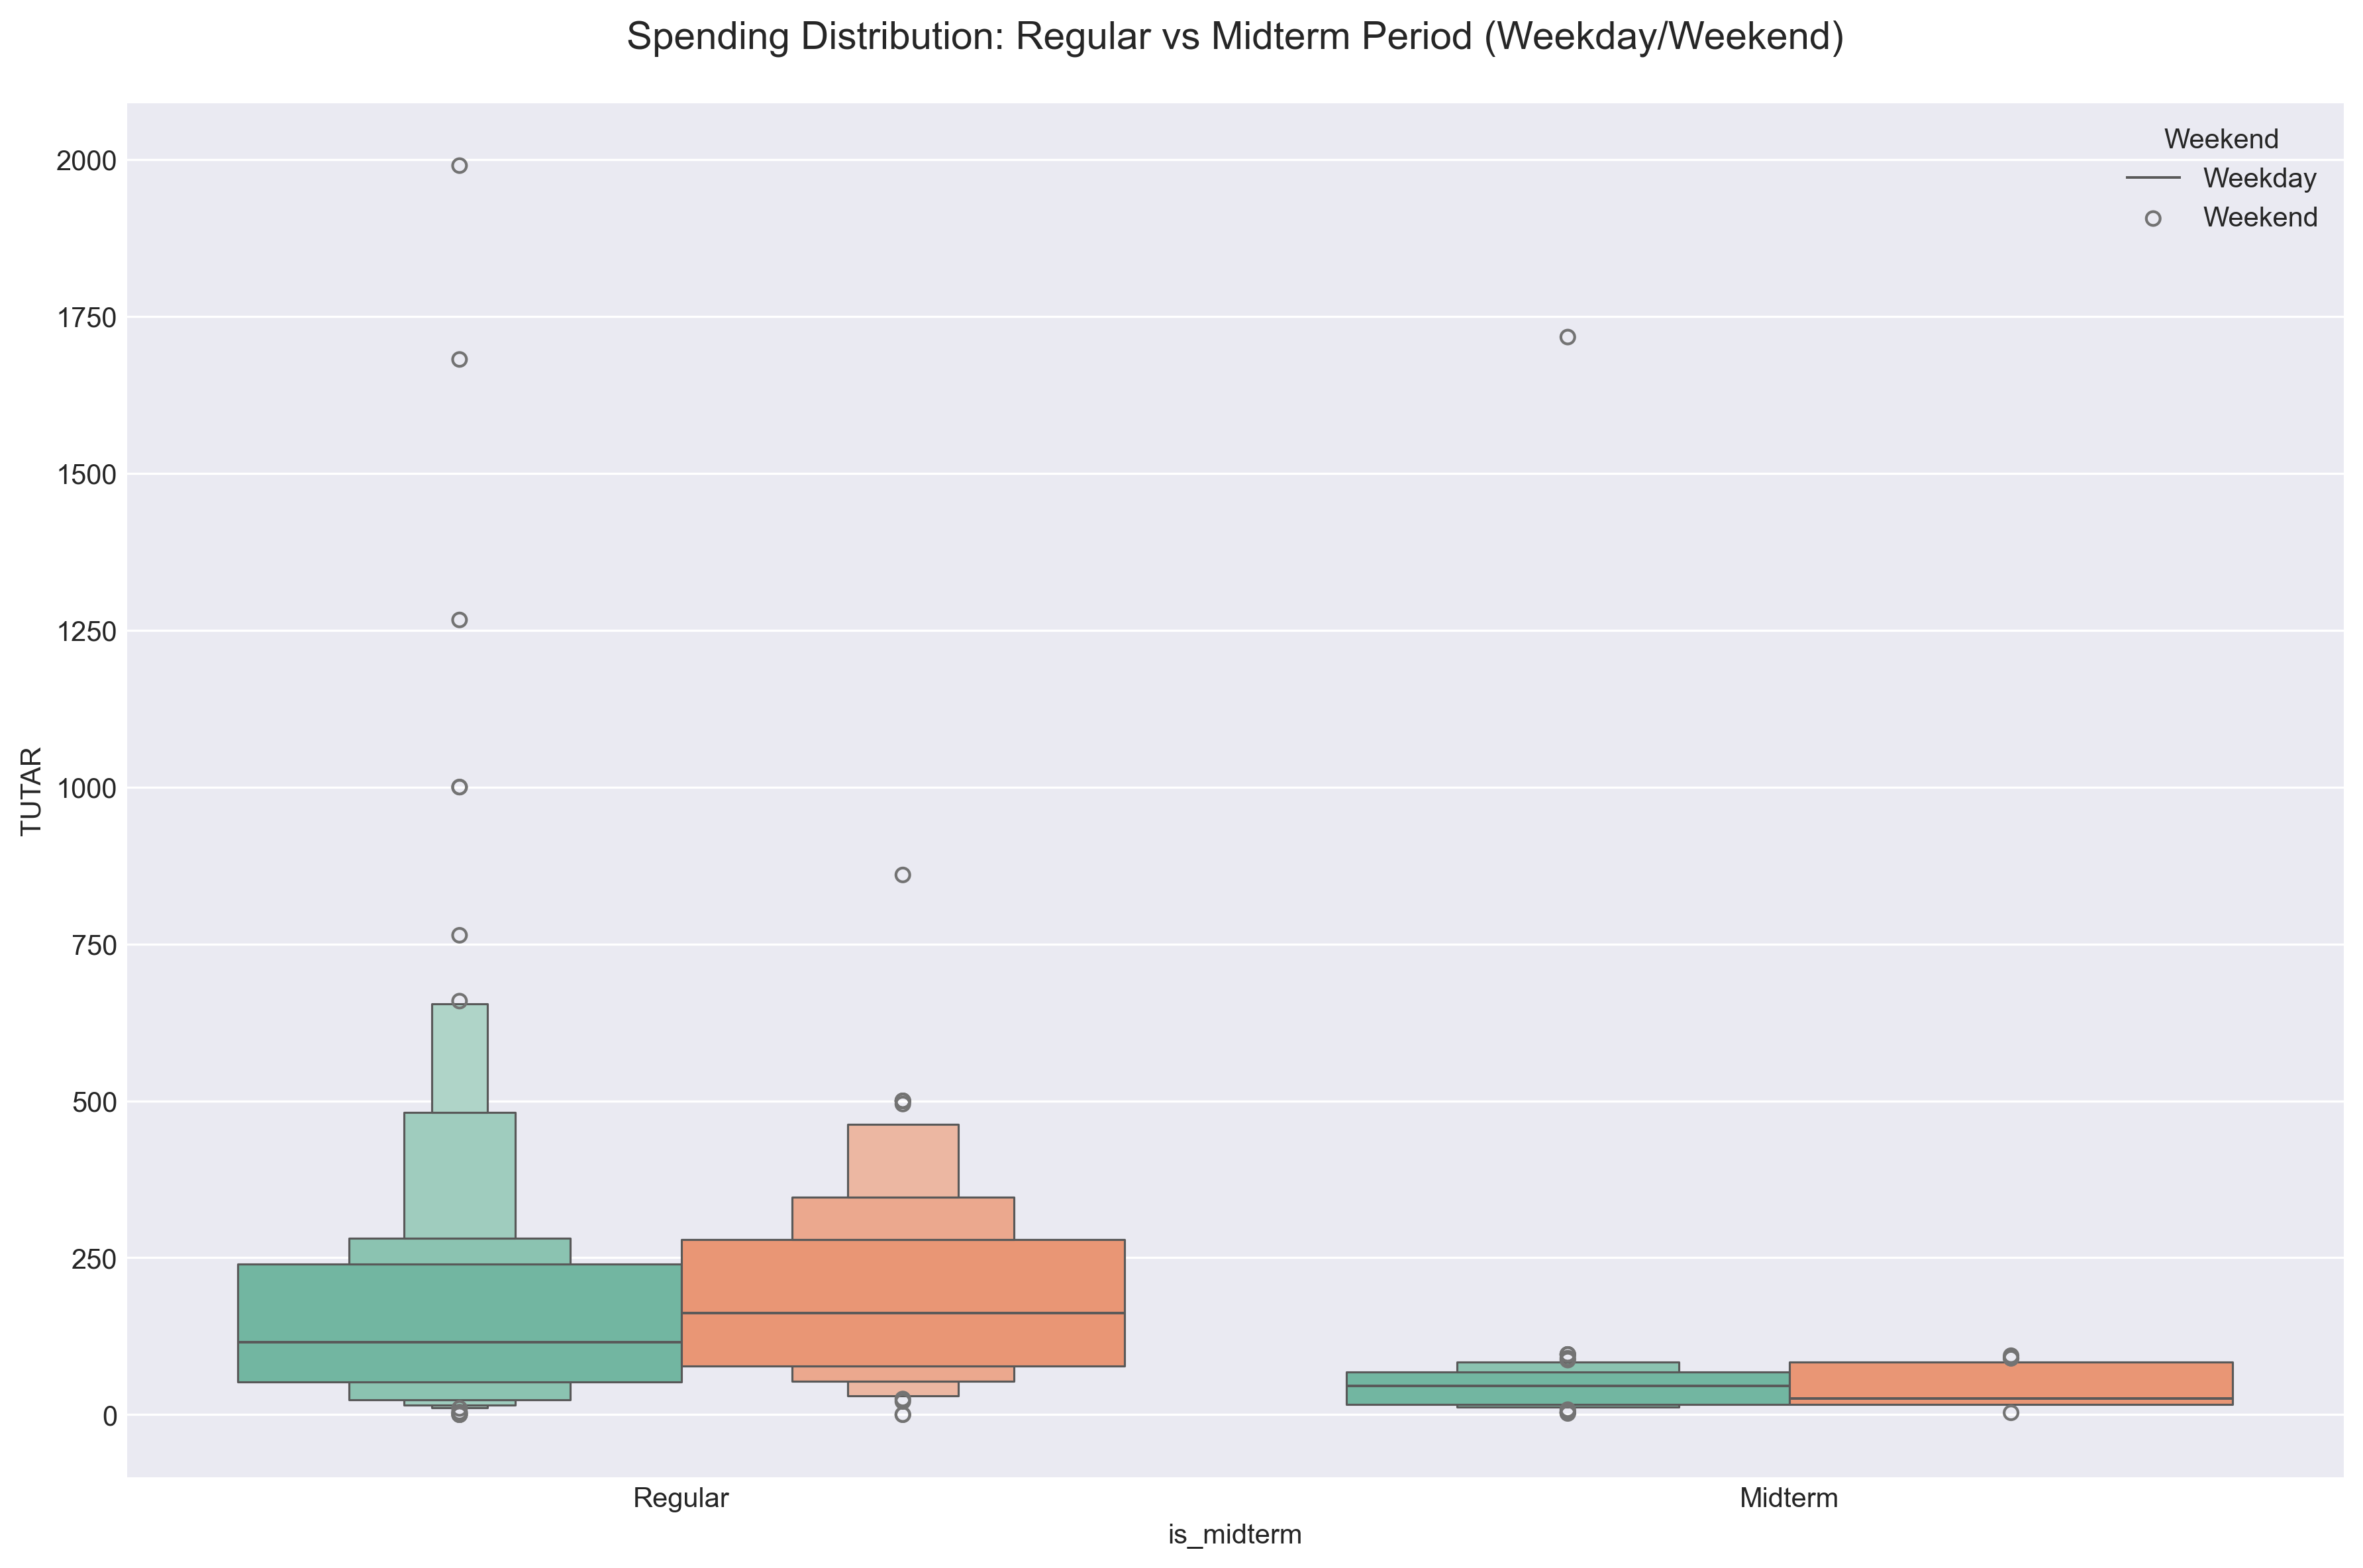 Spending Distribution: Regular vs Midterm Period (Weekday/Weekend)
Weekend
Weekday
Weekend
2000
1750
1500
1250
1000
750
500
250
0
TUTAR
Regular
Midterm
is_midterm